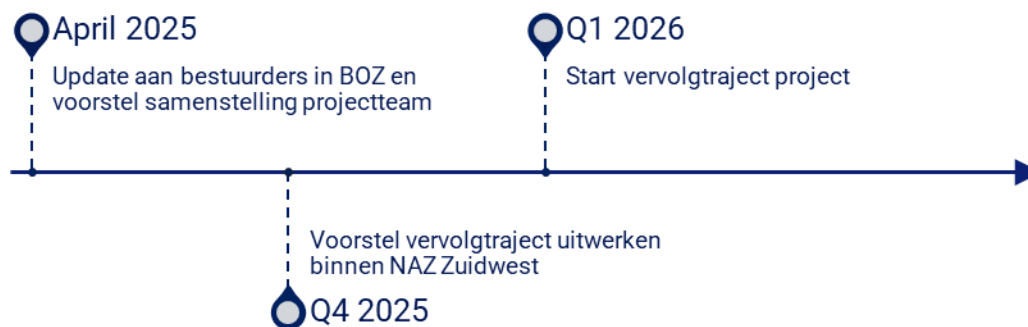 April 2025
Update aan bestuurders in BOZ en
voorstel samenstelling projectteam
Q1 2026
Start vervolgtraject project
Voorstel vervolgtraject uitwerken
binnen NAZ Zuidwest
Q4 2025